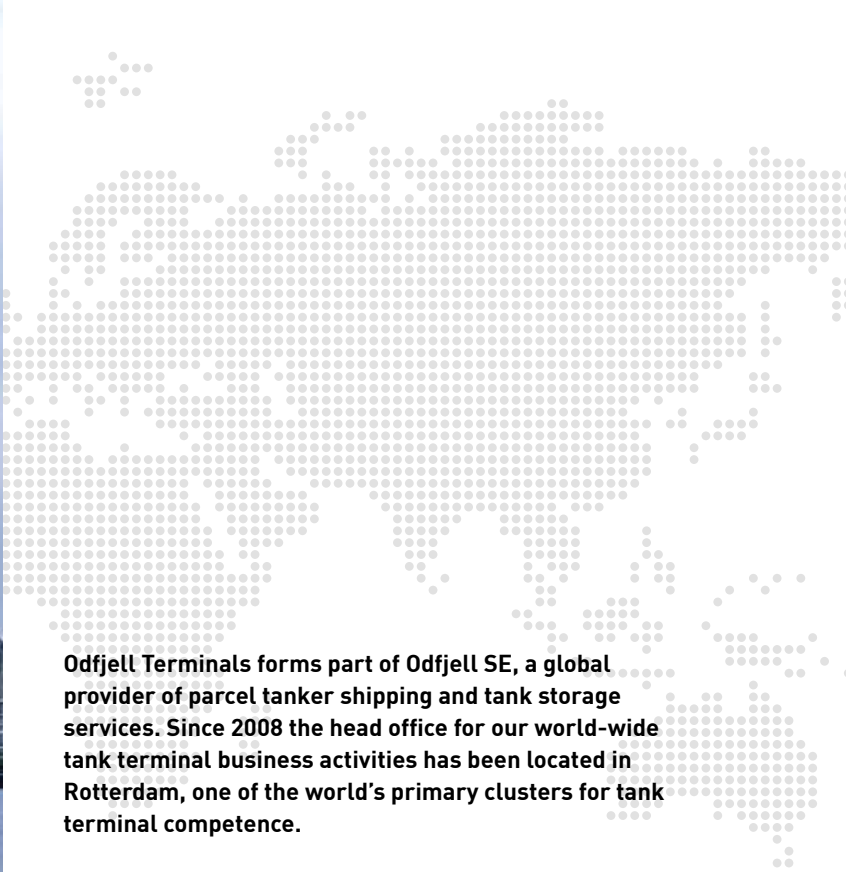 Odfjell Terminals forms part of Odfjell SE, a global
provider of parcel tanker shipping and tank storage
services. Since 2008 the head office for our world-wide
tank terminal business activities has been located in
Rotterdam, one of the world's primary clusters for tank
terminal competence.